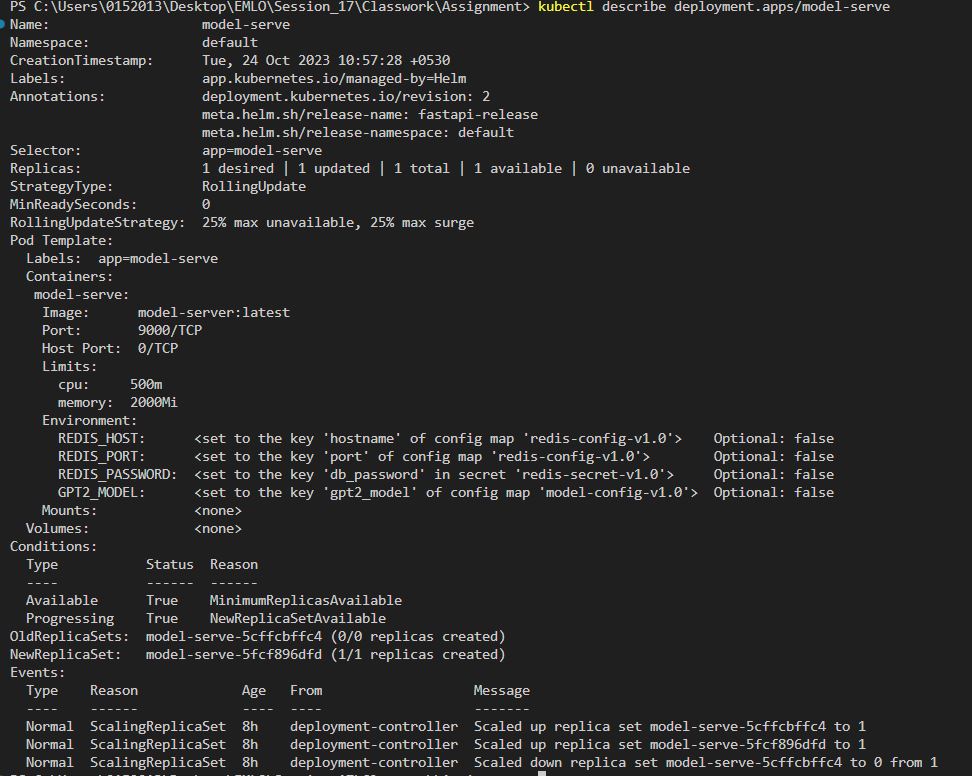 PS C:\Users\0152013\Desktop\EMLO\Session_17\Classwork\Assignment> kubectl describe deployment.apps/model-serve
Name:                   model-serve
Namespace:              default
CreationTimestamp:      Tue, 24 Oct 2023 10:57:28 +0530
Labels:                 app.kubernetes.io/managed-by=Helm
Annotations:            deployment.kubernetes.io/revision: 2
                        meta.helm.sh/release-name: fastapi-release
                        meta.helm.sh/release-namespace: default
Selector:               app=model-serve
Replicas:               1 desired | 1 updated | 1 total | 1 available | 0 unavailable
StrategyType:           RollingUpdate
MinReadySeconds:        0
RollingUpdateStrategy:  25% max unavailable, 25% max surge
Pod Template:
  Labels:  app=model-serve
  Containers:
   model-serve:
    Image:      model-server:latest
    Port:       9000/TCP
    Host Port:  0/TCP
    Limits:
      cpu:     500m
      memory:  2000Mi
    Environment:
      REDIS_HOST:      <set to the key 'hostname' of config map 'redis-config-v1.0'>    Optional: false
      REDIS_PORT:      <set to the key 'port' of config map 'redis-config-v1.0'>        Optional: false
      REDIS_PASSWORD:  <set to the key 'db_password' in secret 'redis-secret-v1.0'>     Optional: false
      GPT2_MODEL:      <set to the key 'gpt2_model' of config map 'model-config-v1.0'>  Optional: false
    Mounts:            <none>
  Volumes:             <none>
Conditions:
  Type           Status  Reason
  ----           ------  ------
  Available      True    MinimumReplicasAvailable
  Progressing    True    NewReplicaSetAvailable
OldReplicaSets:  model-serve-5cffcbffc4 (0/0 replicas created)
NewReplicaSet:   model-serve-5fcf896dfd (1/1 replicas created)
Events:
  Type    Reason             Age   From                   Message
  ----    ------             ----  ----                   -------
  Normal  ScalingReplicaSet  8h    deployment-controller  Scaled up replica set model-serve-5cffcbffc4 to 1
  Normal  ScalingReplicaSet  8h    deployment-controller  Scaled up replica set model-serve-5fcf896dfd to 1
  Normal  ScalingReplicaSet  8h    deployment-controller  Scaled down replica set model-serve-5cffcbffc4 to 0 from 1